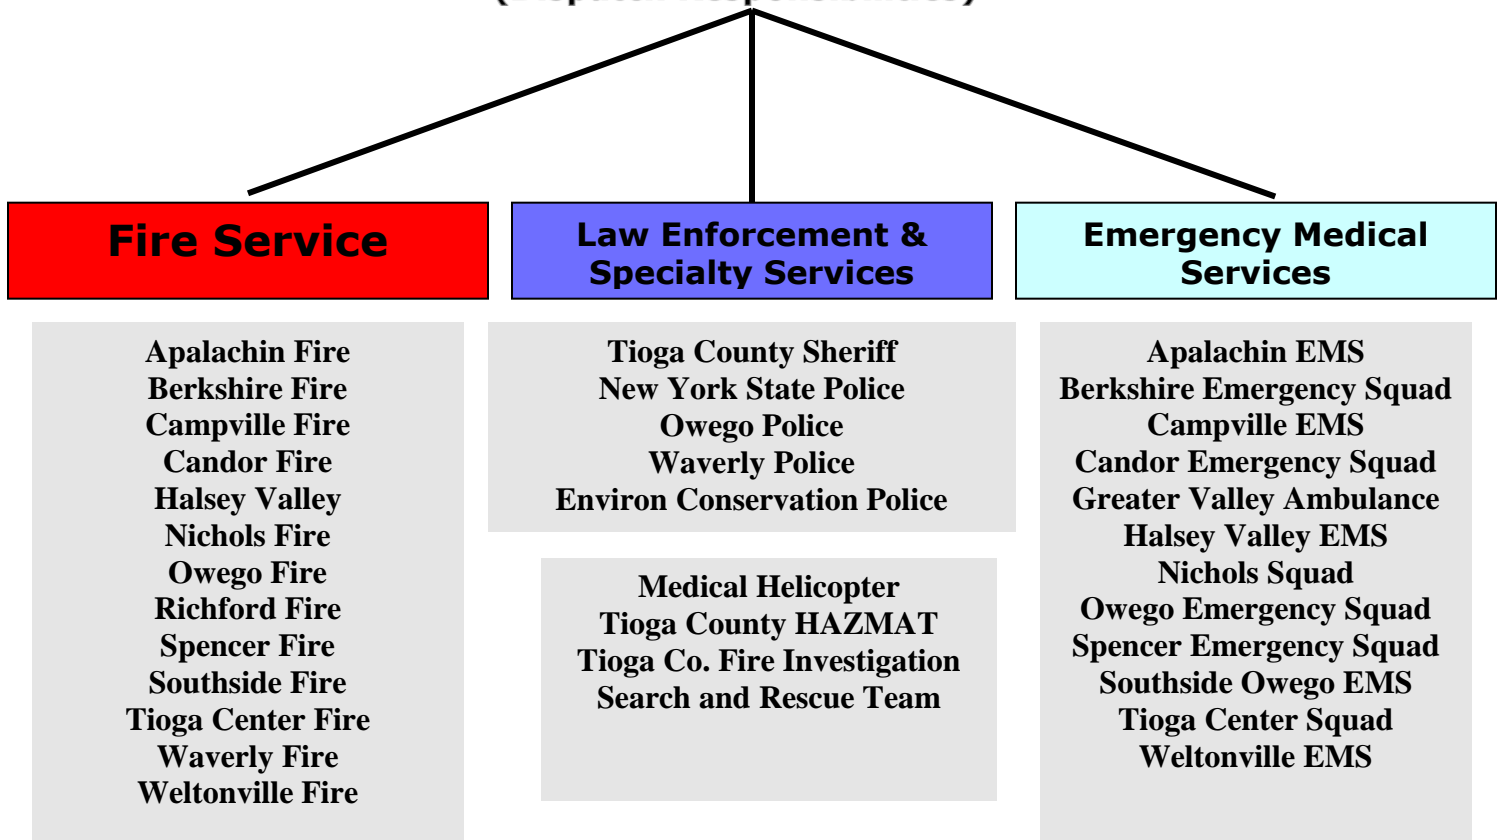 Fire Service
Apalachin Fire
Berkshire Fire
Campville Fire
Candor Fire
Halsey Valley
Nichols Fire
Owego Fire
Richford Fire
Spencer Fire
Southside Fire
Tioga Center Fire
Waverly Fire
Weltonville Fire
Law Enforcement &
Specialty Services
Tioga County Sheriff
New York State Police
Owego Police
Waverly Police
Environ Conservation Police
Medical Helicopter
Tioga County HAZMAT
Tioga Co. Fire Investigation
Search and Rescue Team
Emergency Medical
Services
Apalachin EMS
Berkshire Emergency Squad
Campville EMS
Candor Emergency Squad
Greater Valley Ambulance
Halsey Valley EMS
Nichols Squad
Owego Emergency Squad
Spencer Emergency Squad
Southside Owego EMS
Tioga Center Squad
Weltonville EMS